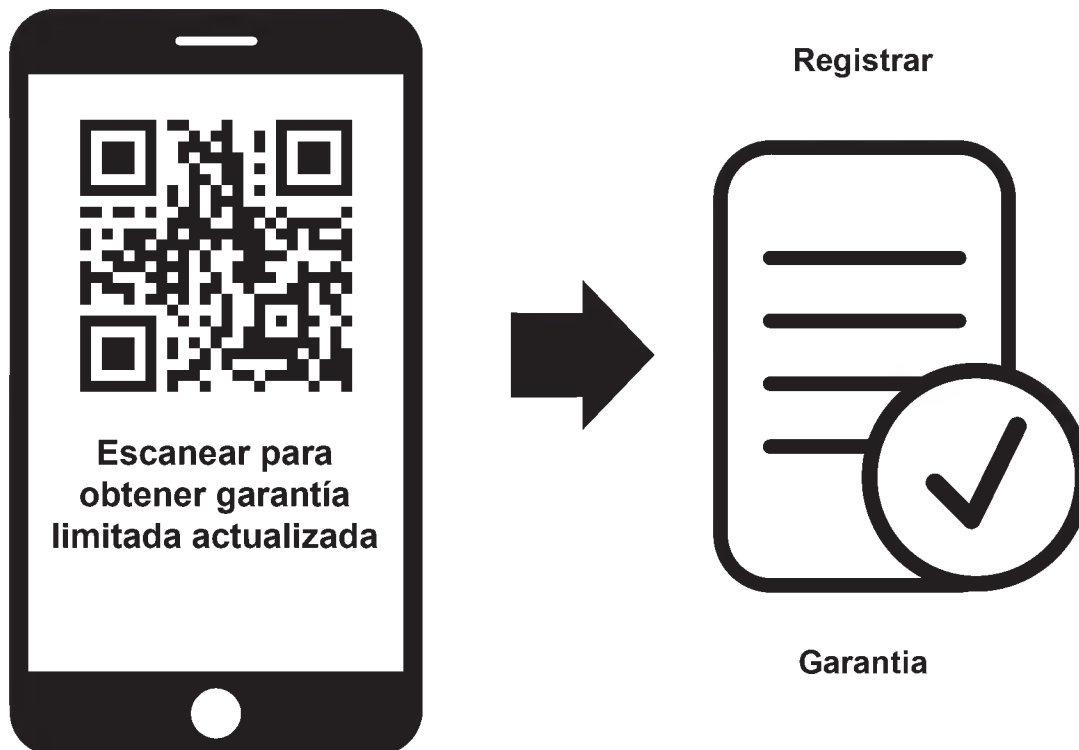 Registrar
Escanear para
obtener garantía
limitada actualizada
Garantia